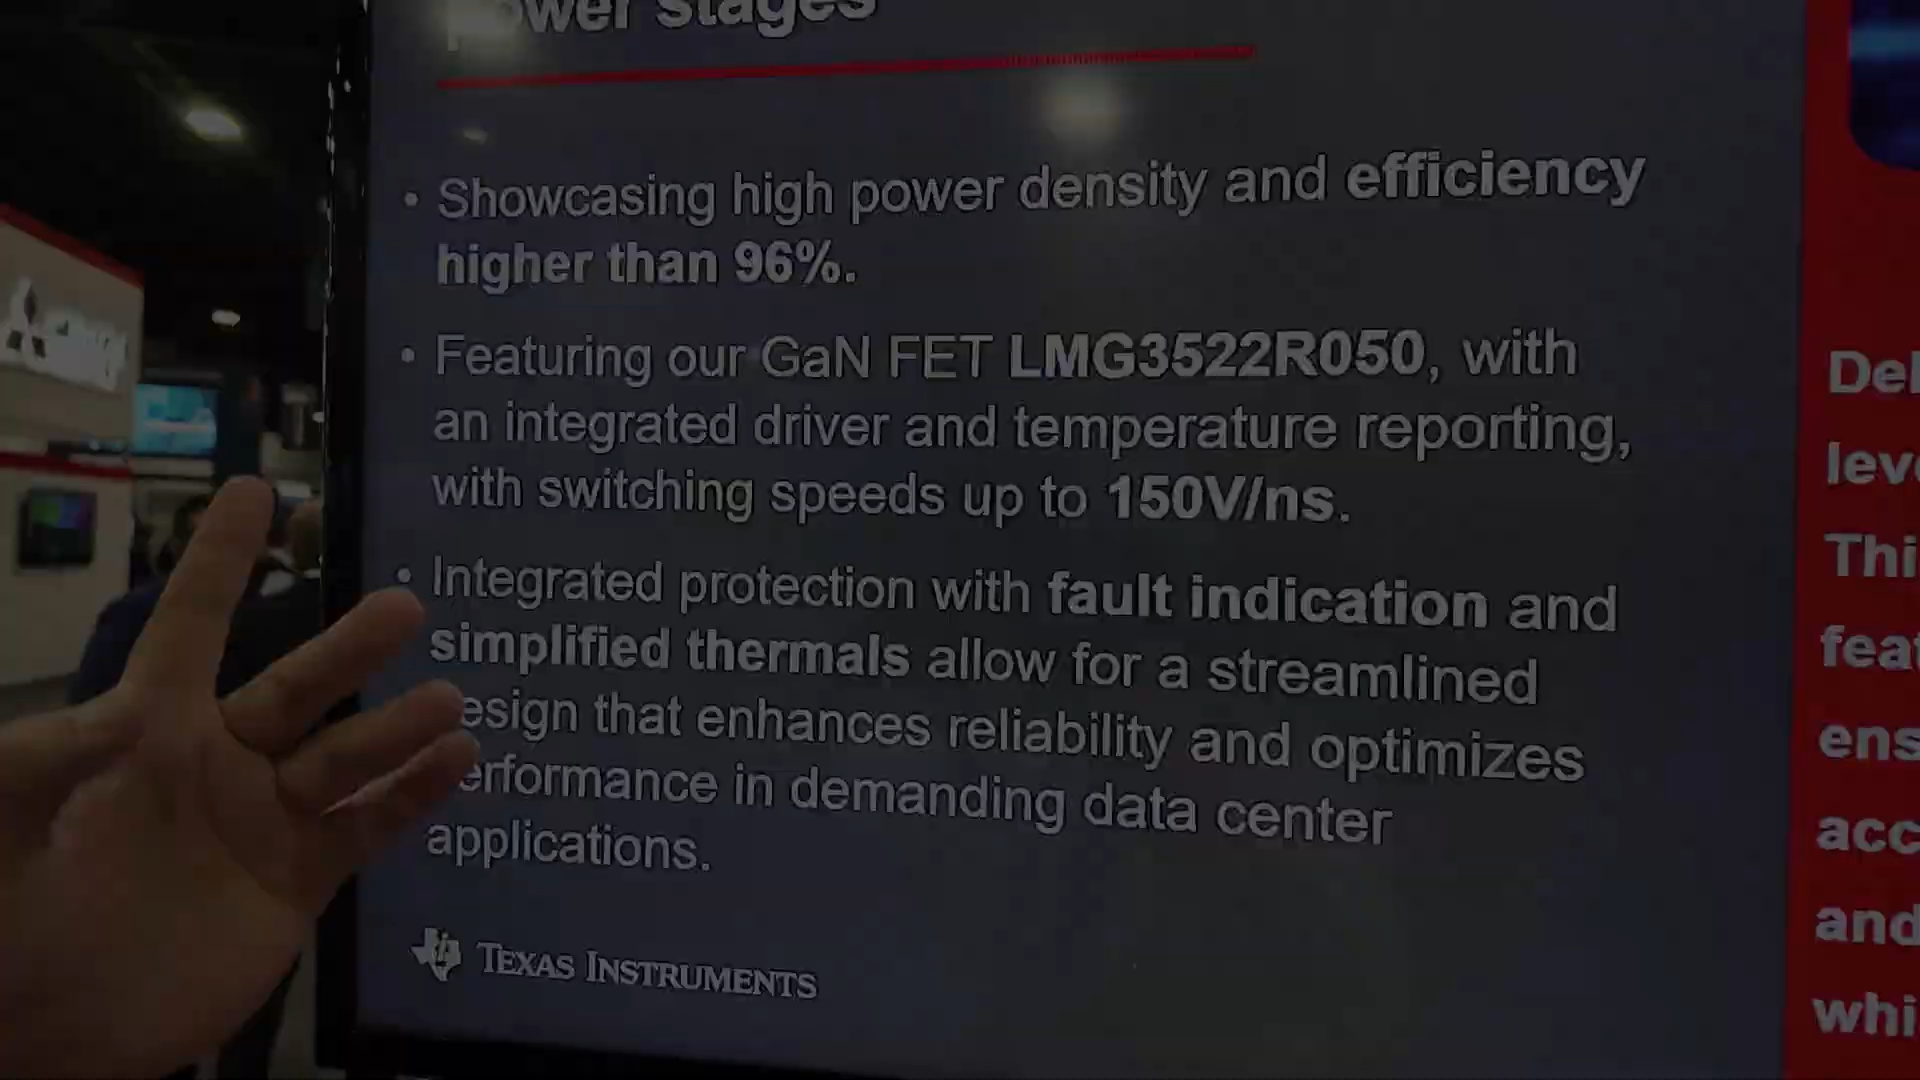 power stages
• Showcasing high power density and efficiency
higher than 96%.
• Featuring our GaN FET LMG3522R050, with
an integrated driver and temperature reporting,
with switching speeds up to 150V/ns.
• Integrated protection with fault indication and
simplified thermals allow for a streamlined
esign that enhances reliability and optimizes
erformance in demanding data center
applications.
TEXAS INSTRUMENTS
Del
leve
Thi
feat
ens
acc
and
whi